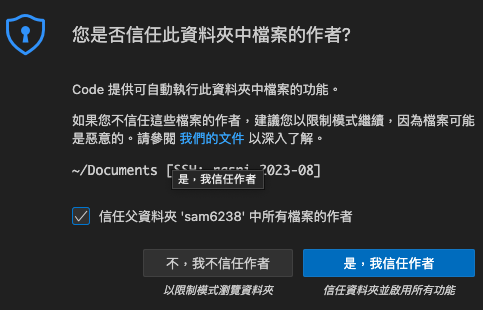 您是否信任此資料夾中檔案的作者?
Code 提供可自動執行此資料夾中檔案的功能。
如果您不信任這些檔案的作者，建議您以限制模式繼續，因為檔案可能
是惡意的。請參閱 我們的文件 以深入了解。
~/Documents [SSH: 2023-08]
是，我信任作者
信任父資料夾 'sam6238' 中所有檔案的作者
不，我不信任作者
是，我信任作者
以限制模式瀏覽資料夾
信任資料夾並啟用所有功能